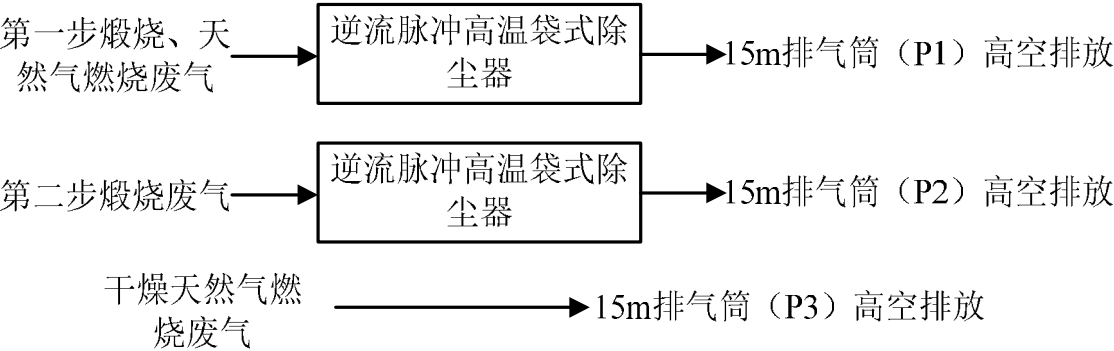 第一步煅烧、天
然气燃烧废气
逆流脉冲高温袋式除
尘器
15m排气筒（P1）高空排放
第二步煅烧废气
逆流脉冲高温袋式除
尘器
15m排气筒（P2）高空排放
干燥天然气燃
烧废气
15m排气筒（P3）高空排放